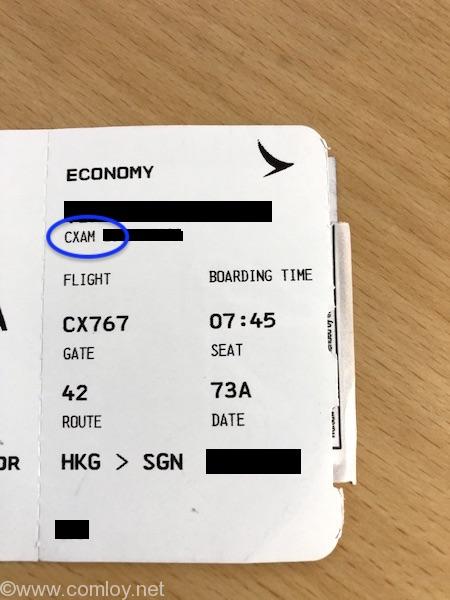 ECONOMY
CXAM
FLIGHT BOARDING TIME
CX767 07:45
GATE SEAT
42 73A
ROUTE DATE
HKG > SGN
A
OR
©www.comloy.net